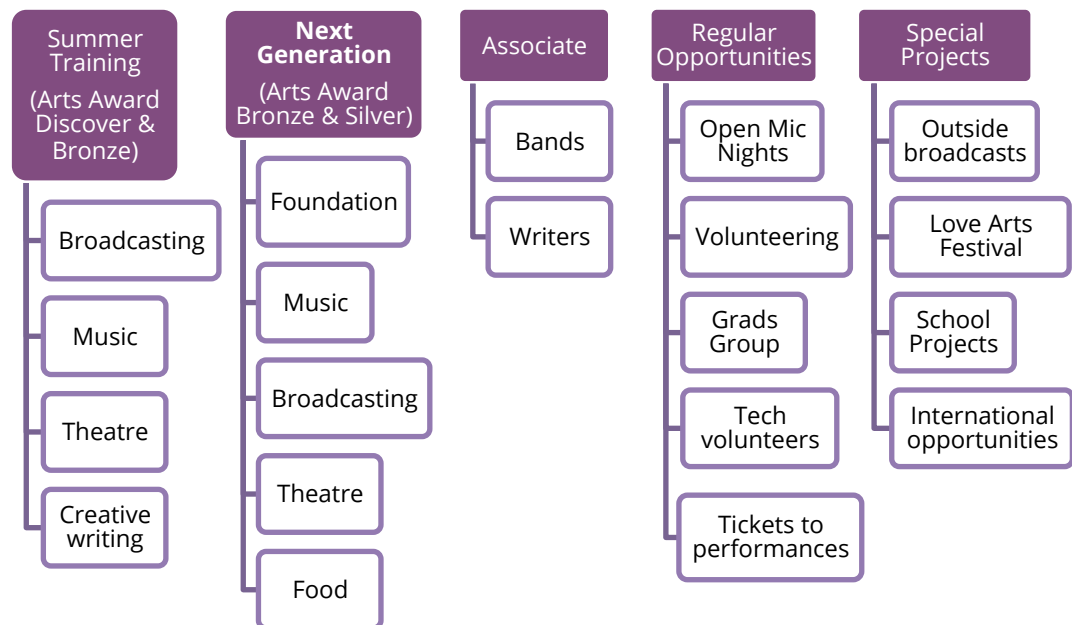 Summer
Training
(Arts Award
Discover &
Bronze)
Broadcasting
Music
Theatre
Creative
writing
Next
Generation
(Arts Award
Bronze & Silver)
Foundation
Music
Broadcasting
Theatre
Food
Associate
Bands
Writers
Regular
Opportunities
Open Mic
Nights
Volunteering
Grads
Group
Tech
volunteers
Tickets to
performances
Special
Projects
Outside
broadcasts
Love Arts
Festival
School
Projects
International
opportunities